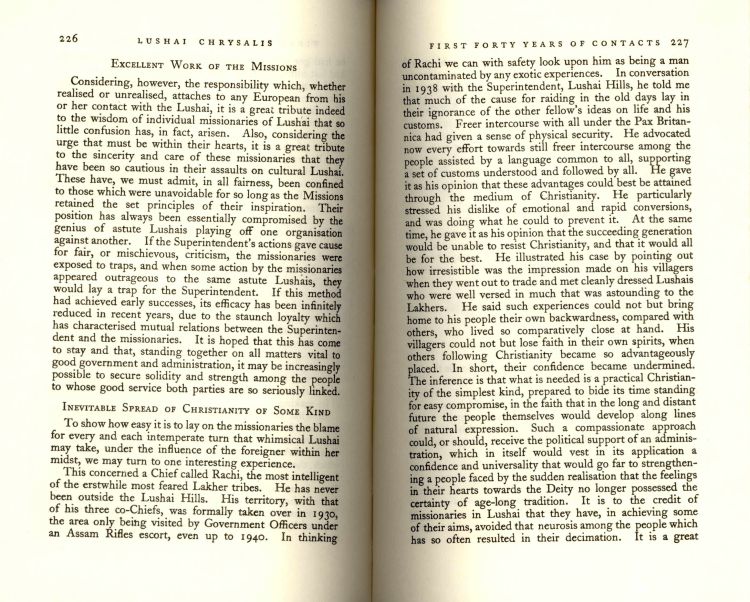 226
LUSHAI CHRYSALIS
EXCELLENT WORK OF THE MISSIONS
Considering, however, the responsibility which, whether
realised or unrealised, attaches to any European from his
or her contact with the Lushai, it is a great tribute indeed
to the wisdom of individual missionaries of Lushai that so
little confusion has, in fact, arisen. Also, considering the
urge that must be within their hearts, it is a great tribute
to the sincerity and care of these missionaries that they
have been so cautious in their assaults on cultural Lushai.
These have, we must admit, in all fairness, been confined
to those which were unavoidable for so long as the Missions
retained the set principles of their inspiration. Their
position has always been essentially compromised by the
genius of astute Lushais playing off one organisation
against another. If the Superintendent's actions gave cause
for fair, or mischievous, criticism, the missionaries were
exposed to traps, and when some action by the missionaries
appeared outrageous to the same astute Lushais, they
would lay a trap for the Superintendent. If this method
had achieved early successes, its efficacy has been infinitely
reduced in recent years, due to the staunch loyalty which
has characterised mutual relations between the Superinten-
dent and the missionaries. It is hoped that this has come
to stay and that, standing together on all matters vital to
good government and administration, it may be increasingly
possible to secure solidity and strength among the people
to whose good service both parties are so seriously linked.
INEVITABLE SPREAD OF CHRISTIANITY OF SOME KIND
To show how easy it is to lay on the missionaries the blame
for every and each intemperate turn that whimsical Lushai
may take, under the influence of the foreigner within her
midst, we may turn to one interesting experience.
This concerned a Chief called Rachi, the most intelligent
of the erstwhile most feared Lakher tribes. He has never
been outside the Lushai Hills. His territory, with that
of his three co-Chiefs, was formally taken over in 1930,
the area only being visited by Government Officers under
an Assam Rifles escort, even up to 1940. In thinking
FIRST FORTY YEARS OF CONTACTS 227
of Rachi we can with safety look upon him as being a man
uncontaminated by any exotic experiences. In conversation
in 1938 with the Superintendent, Lushai Hills, he told me
that much of the cause for raiding in the old days lay in
their ignorance of the other fellow's ideas on life and his
customs. Freer intercourse with all under the Pax Britan-
nica had given a sense of physical security. He advocated
now every effort towards still freer intercourse among the
people assisted by a language common to all, supporting
a set of customs understood and followed by all. He gave
it as his opinion that these advantages could best be attained
through the medium of Christianity. He particularly
stressed his dislike of emotional and rapid conversions,
and was doing what he could to prevent it. At the same
time, he gave it as his opinion that the succeeding generation
would be unable to resist Christianity, and that it would all
be for the best. He illustrated his case by pointing out
how irresistible was the impression made on his villagers
when they went out to trade and met cleanly dressed Lushais
who were well versed in much that was astounding to the
Lakhers. He said such experiences could not but bring
home to his people their own backwardness, compared with
others, who lived so comparatively close at hand. His
villagers could not but lose faith in their own spirits, when
others following Christianity became so advantageously
placed. In short, their confidence became undermined.
The inference is that what is needed is a practical Christian-
ity of the simplest kind, prepared to bide its time standing
for easy compromise, in the faith that in the long and distant
future the people themselves would develop along lines
of natural expression. Such a compassionate approach
could, or should, receive the political support of an adminis-
tration, which in itself would vest in its application a
confidence and universality that would go far to strengthen-
ing a people faced by the sudden realisation that the feelings
in their hearts towards the Deity no longer possessed the
certainty of age-long tradition. It is to the credit of
missionaries in Lushai that they have, in achieving some
of their aims, avoided that neurosis among the people which
has so often resulted in their decimation. It is a great